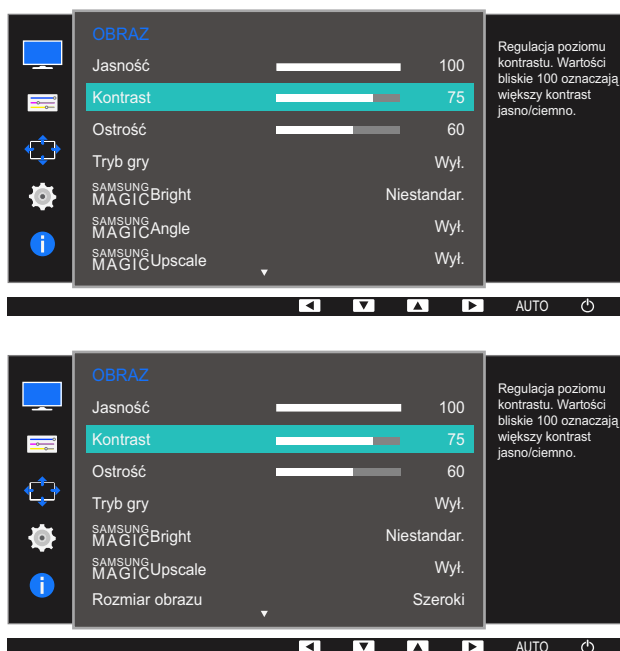 OBRAZ
Jasność 100
Kontrast 75
Ostrość 60
Tryb gry Wył.
SAMSUNG MAGIC Bright Niestandar.
SAMSUNG MAGIC Angle Wył.
SAMSUNG MAGIC Upscale Wył.
Regulacja poziomu
kontrastu. Wartości
bliskie 100 oznaczają
większy kontrast
jasno/ciemno.
AUTO
OBRAZ
Jasność 100
Kontrast 75
Ostrość 60
Tryb gry Wył.
SAMSUNG MAGIC Bright Niestandar.
SAMSUNG MAGIC Upscale Wył.
Rozmiar obrazu Szeroki
Regulacja poziomu
kontrastu. Wartości
bliskie 100 oznaczają
większy kontrast
jasno/ciemno.
AUTO